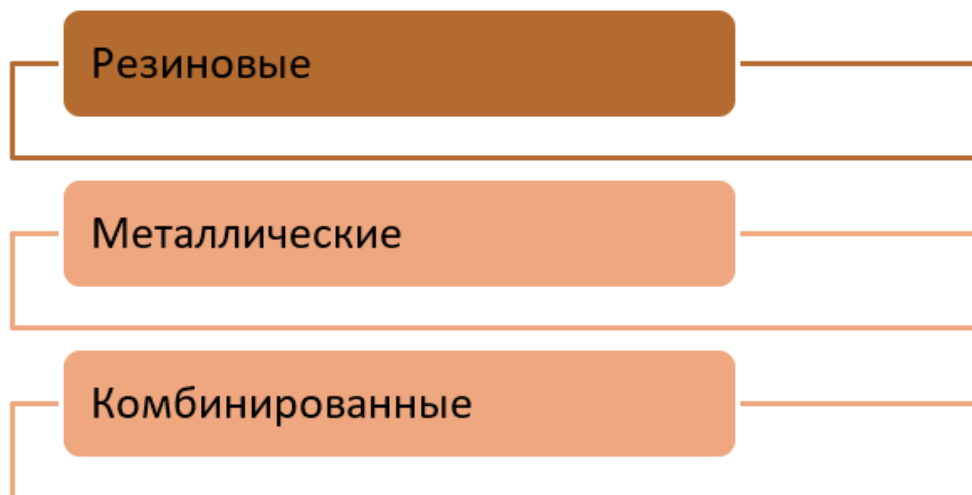 Резиновые
Металлические
Комбинированные